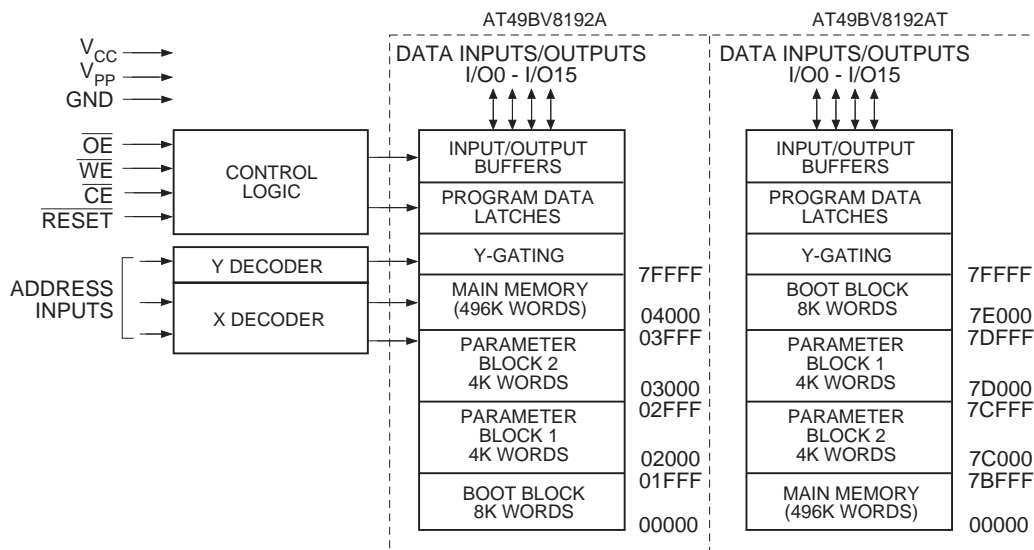 AT49BV8192A
AT49BV8192AT
VCC
VPP
GND
OE
WE
CE
RESET
ADDRESS
INPUTS
CONTROL
LOGIC
Y DECODER
X DECODER
DATA INPUTS/OUTPUTS
I/O0 - I/O15
INPUT/OUTPUT
BUFFERS
PROGRAM DATA
LATCHES
Y-GATING
MAIN MEMORY
(496K WORDS)
PARAMETER
BLOCK 2
4K WORDS
PARAMETER
BLOCK 1
4K WORDS
BOOT BLOCK
8K WORDS
7FFFF
04000
03FFF
03000
02FFF
02000
01FFF
00000
DATA INPUTS/OUTPUTS
I/O0 - I/O15
INPUT/OUTPUT
BUFFERS
PROGRAM DATA
LATCHES
Y-GATING
BOOT BLOCK
8K WORDS
PARAMETER
BLOCK 1
4K WORDS
PARAMETER
BLOCK 2
4K WORDS
MAIN MEMORY
(496K WORDS)
7FFFF
7E000
7DFFF
7D000
7CFFF
7C000
7BFFF
00000